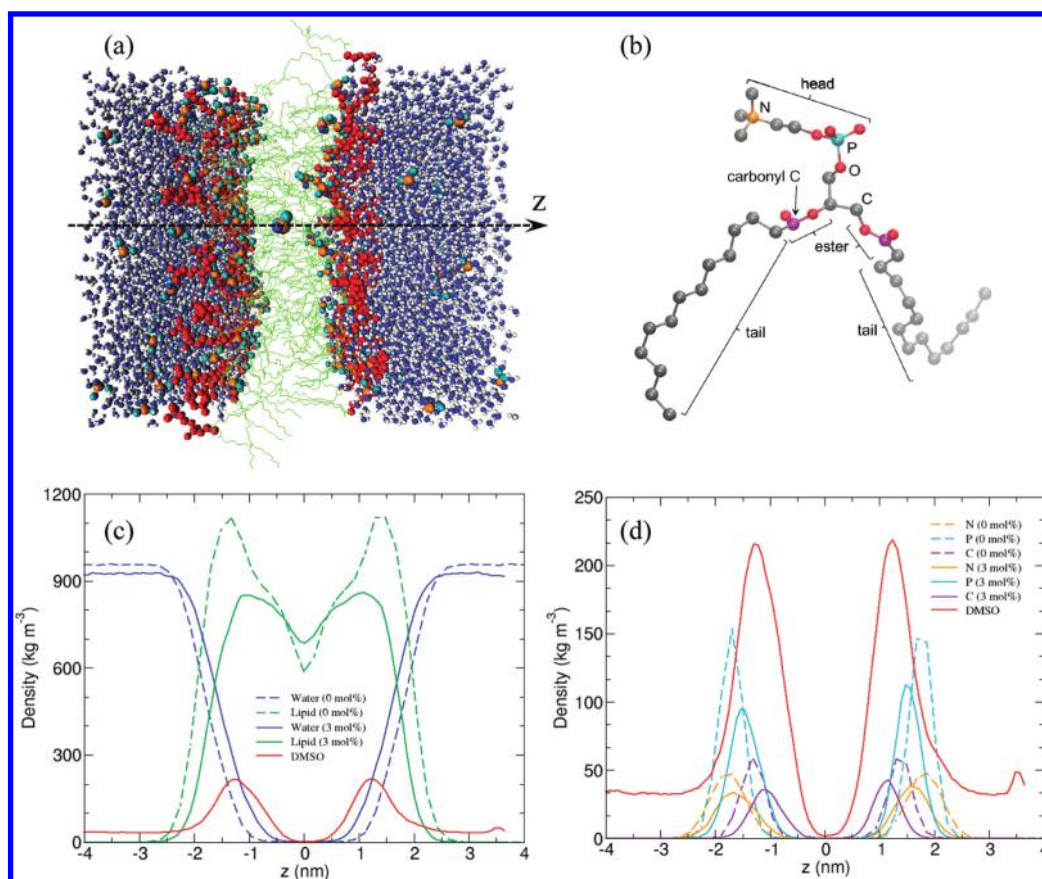 (a)
Z
(b)
head
N
P
O
carbonyl C
C
ester
tail
tail
(c)
1200
900
600
300
0
Density (kg m-3)
Water (0 mol%)
Lipid (0 mol%)
Water (3 mol%)
Lipid (3 mol%)
DMSO
-4 -3 -2 -1 0 1 2 3 4
z (nm)
(d)
250
200
150
100
50
0
Density (kg m-3)
N (0 mol%)
P (0 mol%)
C (0 mol%)
N (3 mol%)
P (3 mol%)
C (3 mol%)
DMSO
-4 -3 -2 -1 0 1 2 3 4
z (nm)